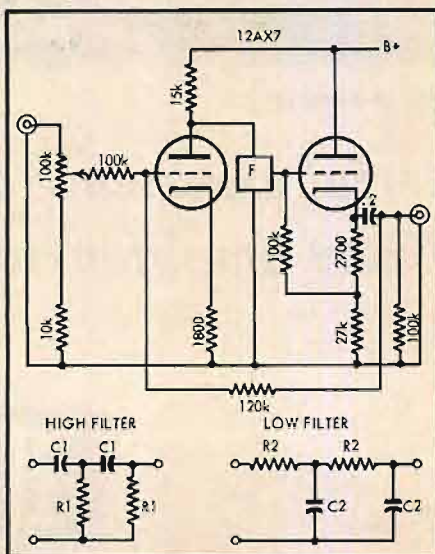 12AX7
B+
15k
100k
100k
F
.2
100k
2700
10k
1800
27k
100k
120k
HIGH FILTER
LOW FILTER
C1
C1
R2
R2
R1
R1
C2
C2